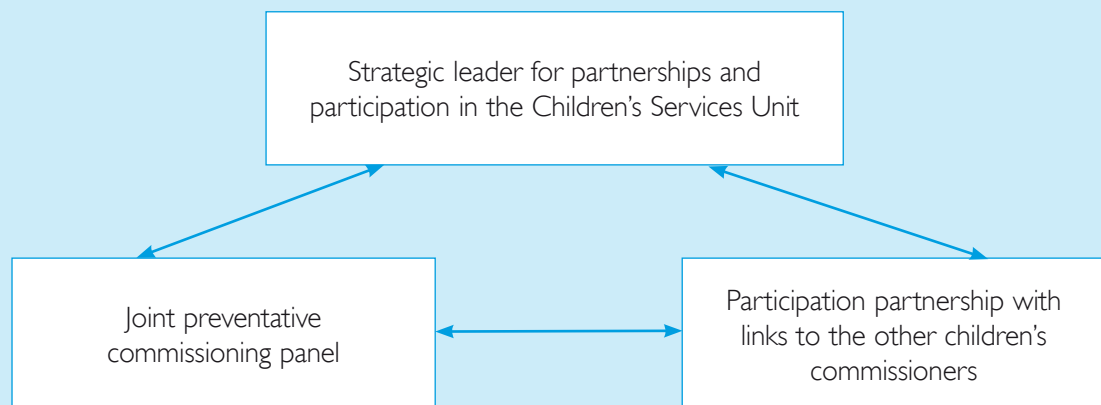 Strategic leader for partnerships and
participation in the Children’s Services Unit
Joint preventative
commissioning panel
Participation partnership with
links to the other children’s
commissioners